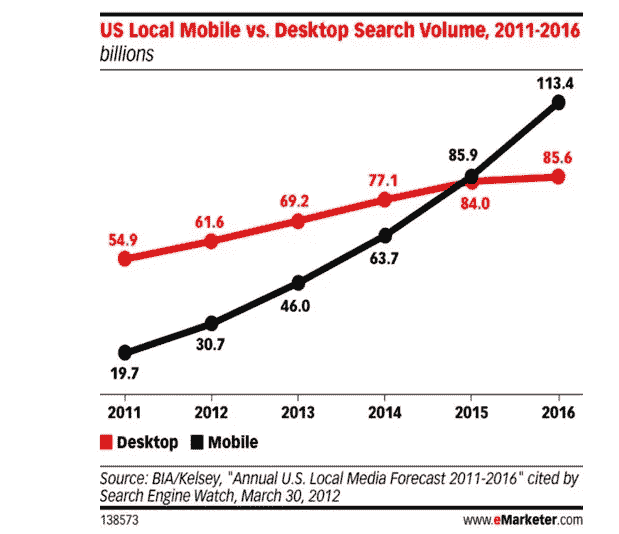 US Local Mobile vs. Desktop Search Volume, 2011-2016
billions
113.4
85.9
85.6
77.1
84.0
69.2
61.6
63.7
54.9
46.0
30.7
19.7
2011 2012 2013 2014 2015 2016
Desktop Mobile
Source: BIA/Kelsey, "Annual U.S. Local Media Forecast 2011-2016" cited by
Search Engine Watch, March 30, 2012
138573 www.eMarketer.com